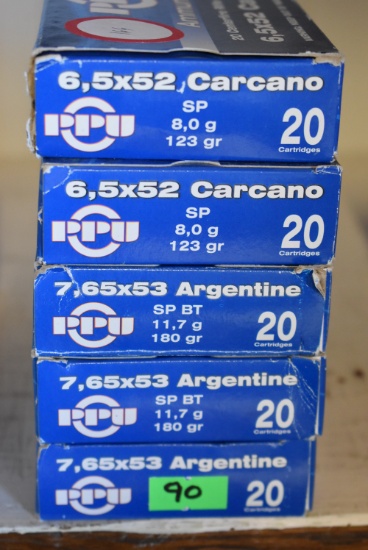 6,5x52 Carcano
PPU
SP
8,0 g
123 gr
20
Cartridges
6,5x52 Carcano
PPU
SP
8,0 g
123 gr
20
Cartridges
7,65x53 Argentine
PPU
SP BT
11,7 g
180 gr
20
Cartridges
7,65x53 Argentine
PPU
SP BT
11,7 g
180 gr
20
Cartridges
7,65x53 Argentine
PPU
90
20
Cartridges